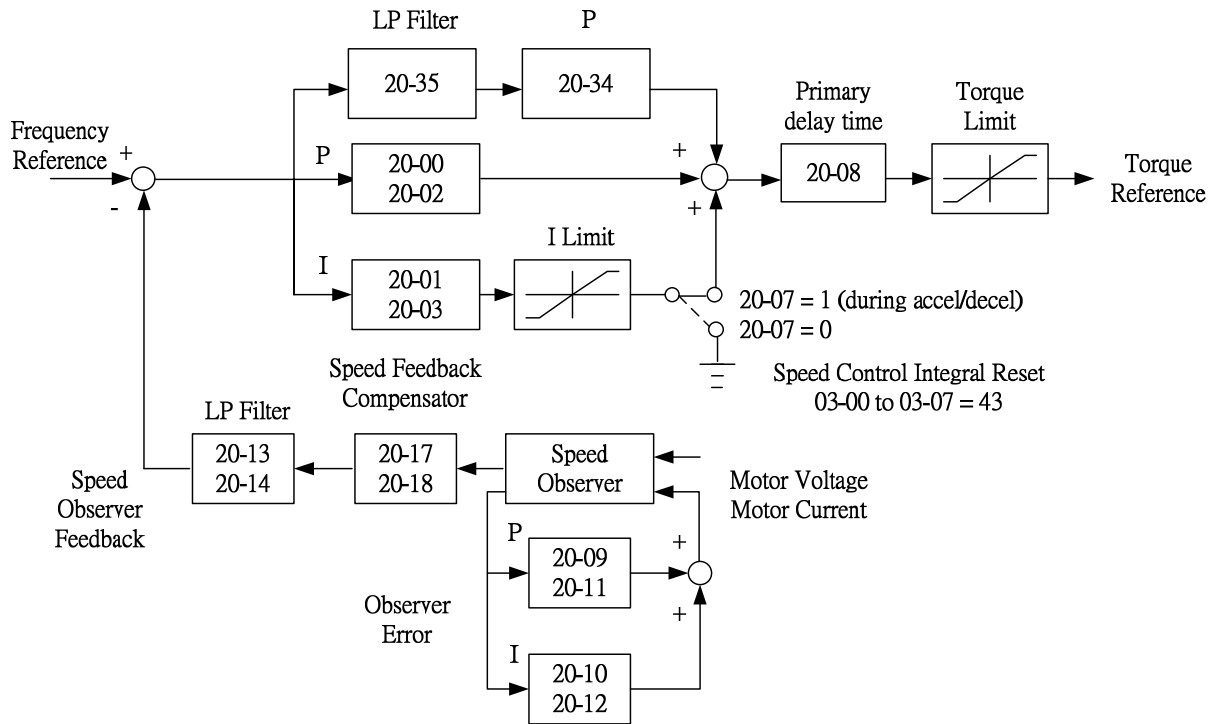 LP Filter
P
20-35
20-34
Primary
delay time
Torque
Limit
Frequency
Reference
+
-
P
20-00
20-02
+
+
20-08
Torque
Reference
I
20-01
20-03
I Limit
20-07 = 1 (during accel/decel)
20-07 = 0
Speed Control Integral Reset
03-00 to 03-07 = 43
Speed Feedback
Compensator
LP Filter
20-13
20-14
20-17
20-18
Speed
Observer
Motor Voltage
Motor Current
Speed
Observer
Feedback
P
20-09
20-11
+
+
Observer
Error
I
20-10
20-12